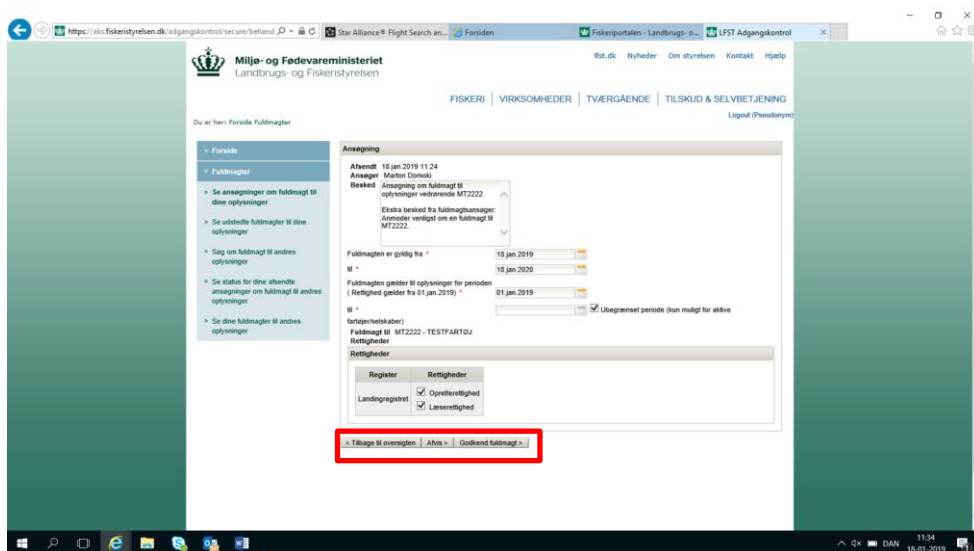 https://aks.fiskeristyrelsen.dk/adgangskontrol/secure/behand
Star Alliance® Flight Search an...
Forsiden
Fiskeriportalen - Landbrugs- o...
LFST Adgangskontrol
Miljø- og Fødevareministeriet
Landbrugs- og Fiskeristyrelsen
lfst.dk Nyheder Om styrelsen Kontakt Hjælp
FISKERI | VIRKSOMHEDER | TVÆRGÅENDE | TILSKUD & SELVBETJENING
Logout (Pseudonym)
Du er her: Forside Fuldmagter
Forside
Fuldmagter
Se ansøgninger om fuldmagt til
dine oplysninger
Se udstedte fuldmagter til dine
oplysninger
Søg om fuldmagt til andres
oplysninger
Se status for dine afsendte
ansøgninger om fuldmagt til andres
oplysninger
Se dine fuldmagter til andres
oplysninger
Ansøgning
Afsendt 18.jan.2019 11:24
Ansøger Marton Domoki
Besked Ansøgning om fuldmagt til
oplysninger vedrørende MT2222
Ekstra besked fra fuldmagtsansøger:
Anmoder venligst om en fuldmagt til
MT2222.
Fuldmagten er gyldig fra * 18.jan.2019
til * 18.jan.2020
Fuldmagten gælder til oplysninger for perioden
( Rettighed gælder fra 01.jan.2019) * 01.jan.2019
til * Ubegrænset periode (kun muligt for aktive
fartøjer/selskaber)
Fuldmagt til MT2222 - TESTFARTØJ
Rettigheder
Rettigheder
Register Rettigheder
Landingregistret
Opretterettighed
Læserettighed
< Tilbage til oversigten Afvis > Godkend fuldmagt >
DAN
11:34
18-01-2019